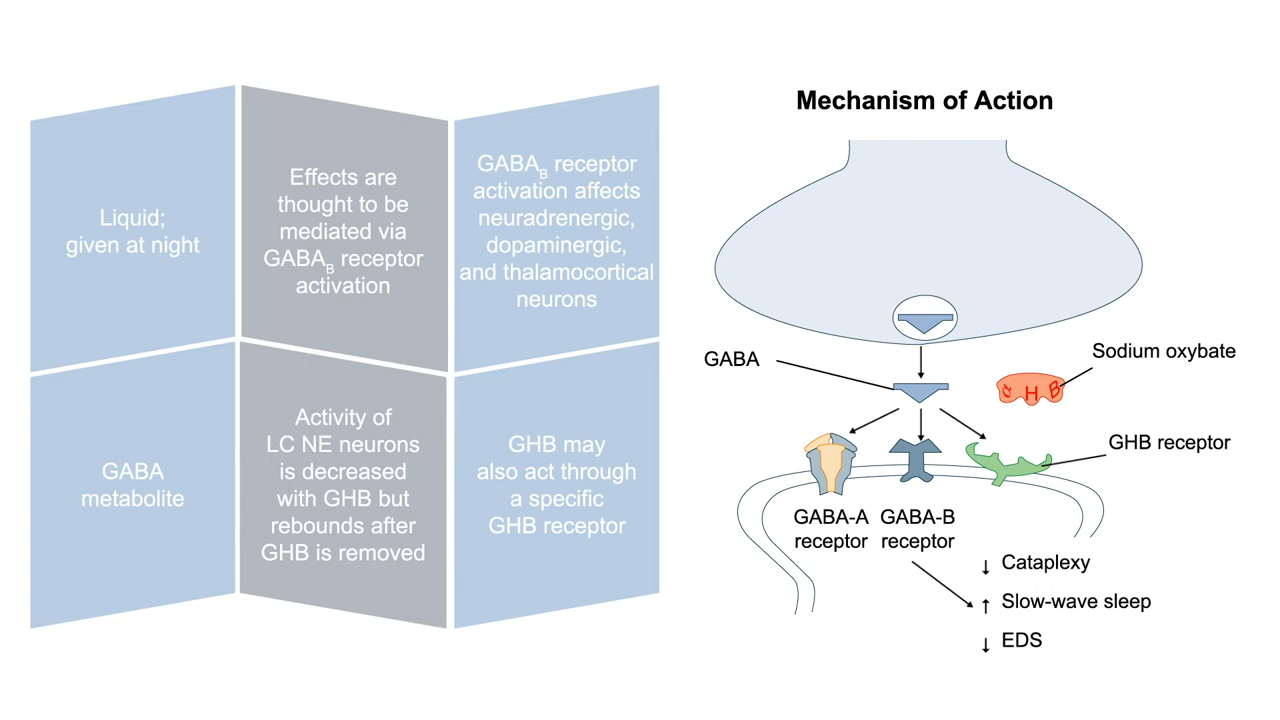 Liquid;
given at night
Effects are
thought to be
mediated via
GABAB receptor
activation
GABAB receptor
activation affects
neuradrenergic,
dopaminergic,
and thalamocortical
neurons
GABA
metabolite
Activity of
LC NE neurons
is decreased
with GHB but
rebounds after
GHB is removed
GHB may
also act through
a specific
GHB receptor
Mechanism of Action
GABA
Sodium oxybate
G H B
GHB receptor
GABA-A
receptor
GABA-B
receptor
↓ Cataplexy
↑ Slow-wave sleep
↓ EDS